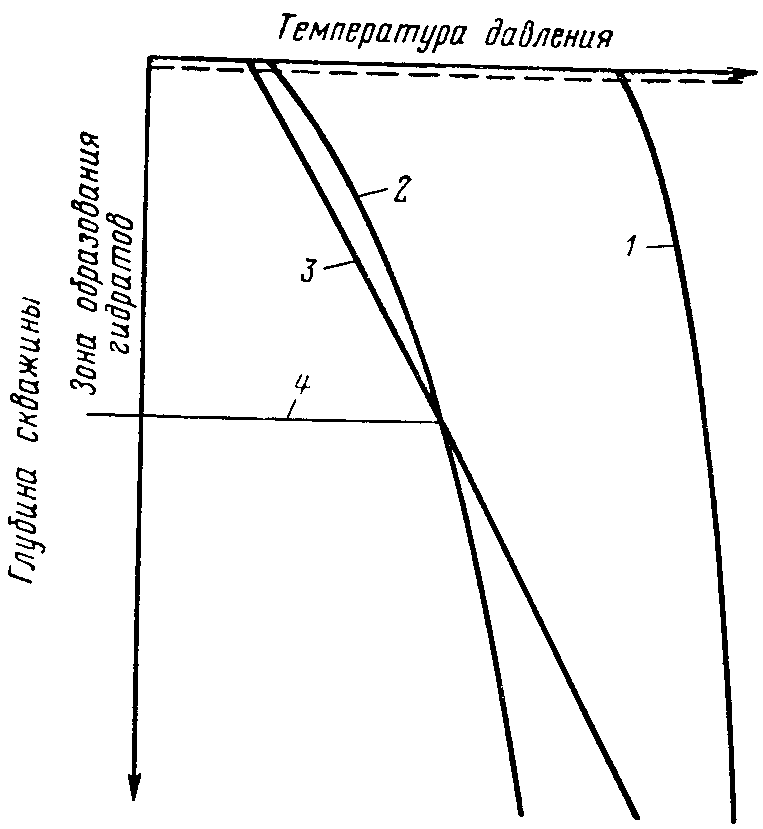 Температура давления
Глубина скважины
Зона образования
гидратов
1
2
3
4